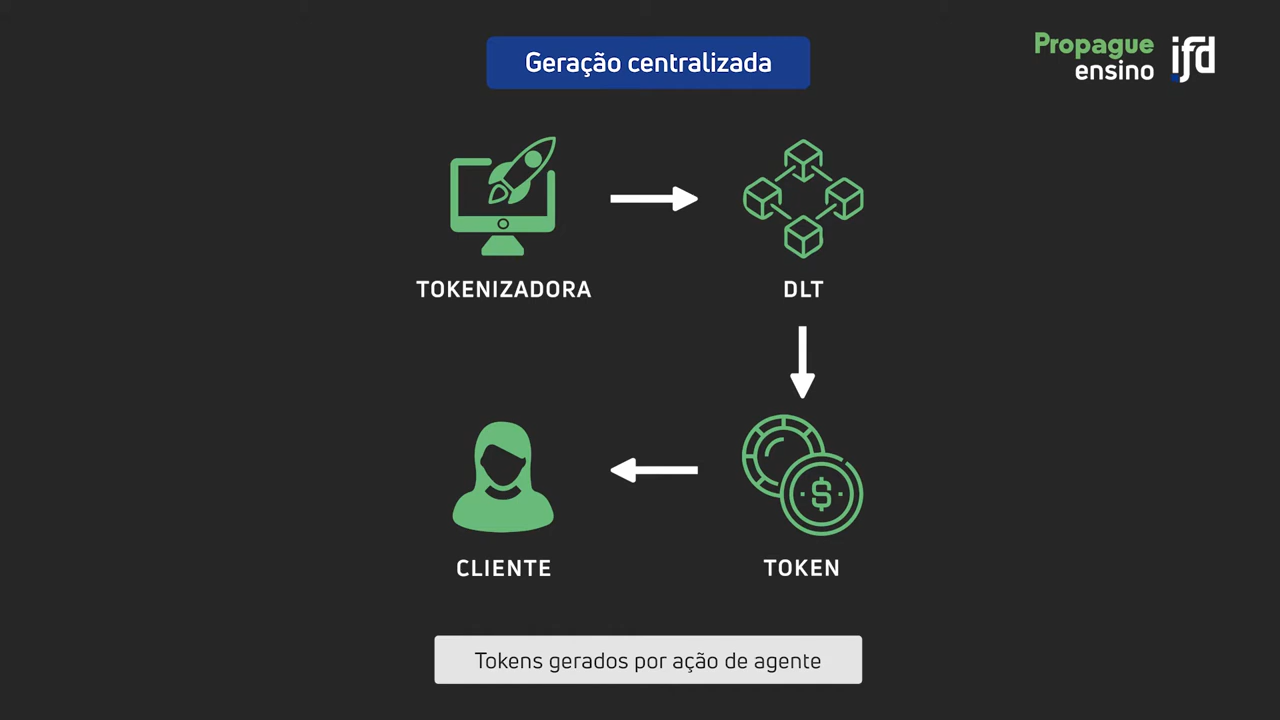 Geração centralizada
Propague
ensino
ifd
TOKENIZADORA
DLT
$
CLIENTE
TOKEN
Tokens gerados por ação de agente